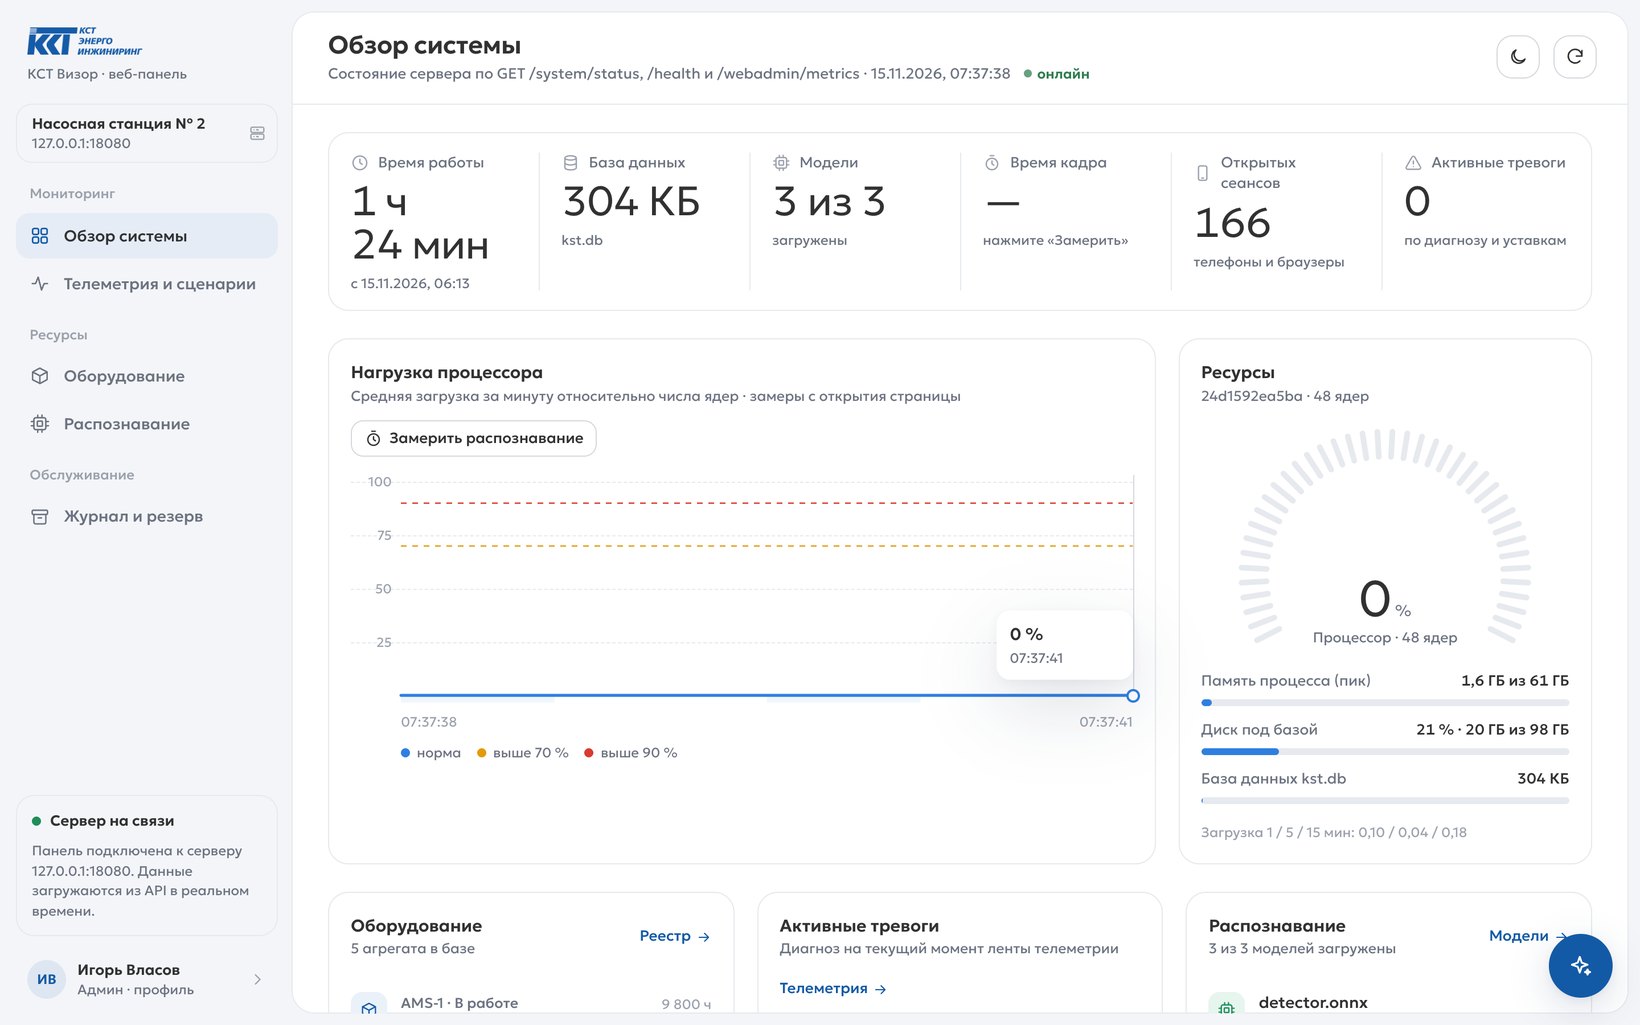 КСТ
КСТ
ЭНЕРГО
ИНЖИНИРИНГ
КСТ Визор · веб-панель
Насосная станция № 2
127.0.0.1:18080
Мониторинг
Обзор системы
Телеметрия и сценарии
Ресурсы
Оборудование
Распознавание
Обслуживание
Журнал и резерв
Сервер на связи
Панель подключена к серверу
127.0.0.1:18080. Данные
загружаются из API в реальном
времени.
ИВ
Игорь Власов
Админ · профиль
Обзор системы
Состояние сервера по GET /system/status, /health и /webadmin/metrics · 15.11.2026, 07:37:38
онлайн
Время работы
1 ч
24 мин
с 15.11.2026, 06:13
База данных
304 КБ
kst.db
Модели
3 из 3
загружены
Время кадра
—
нажмите «Замерить»
Открытых
сеансов
166
телефоны и браузеры
Активные тревоги
0
по диагнозу и уставкам
Нагрузка процессора
Средняя загрузка за минуту относительно числа ядер · замеры с открытия страницы
Замерить распознавание
100
75
50
25
0 %
07:37:41
07:37:38
07:37:41
норма
выше 70 %
выше 90 %
Ресурсы
24d1592ea5ba · 48 ядер
0 %
Процессор · 48 ядер
Память процесса (пик)
1,6 ГБ из 61 ГБ
Диск под базой
21 % · 20 ГБ из 98 ГБ
База данных kst.db
304 КБ
Загрузка 1 / 5 / 15 мин: 0,10 / 0,04 / 0,18
Оборудование
5 агрегата в базе
Реестр →
AMS-1 · В работе
9 800 ч
Активные тревоги
Диагноз на текущий момент ленты телеметрии
Телеметрия →
Распознавание
3 из 3 моделей загружены
Модели →
detector.onnx